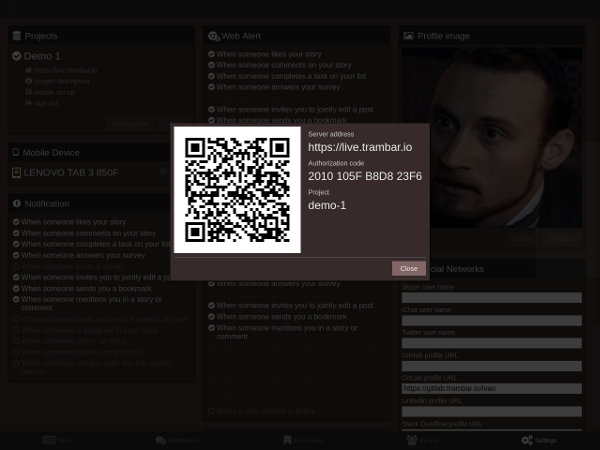 Projects
Demo 1
https://live.trambar.io
project description
mobile set-up
sign out
Mobile Device
LENOVO TAB 3 850F
Notification
When someone likes your story
When someone comments on your story
When someone completes a task on your list
When someone answers your survey
When someone invites you to jointly edit a post
When someone sends you a bookmark
When someone mentions you in a story or
comment
Web Alert
When someone likes your story
When someone comments on your story
When someone completes a task on your list
When someone answers your survey
When someone invites you to jointly edit a post
When someone sends you a bookmark
Server address
https://live.trambar.io
Authorization code
2010 105F B8D8 23F6
Project
demo-1
Close
When someone answers your survey
When someone invites you to jointly edit a post
When someone sends you a bookmark
When someone mentions you in a story or
comment
When a web session is active
Profile image
Social Networks
Skype user name
iChat user name
Twitter user name
GitHub profile URL
GitLab profile URL
https://gitlab.trambar.io/ivan
Linkedin profile URL
Stack Overflow profile URL
Settings